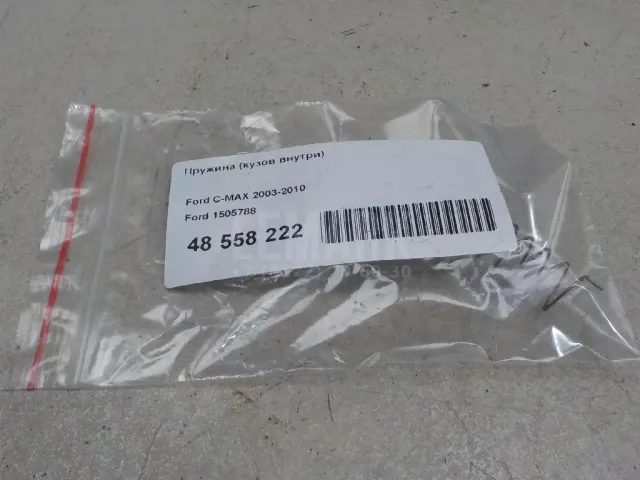 Пружина (кузов внутри)
Ford C-MAX 2003-2010
Ford 1505788
48 558 222